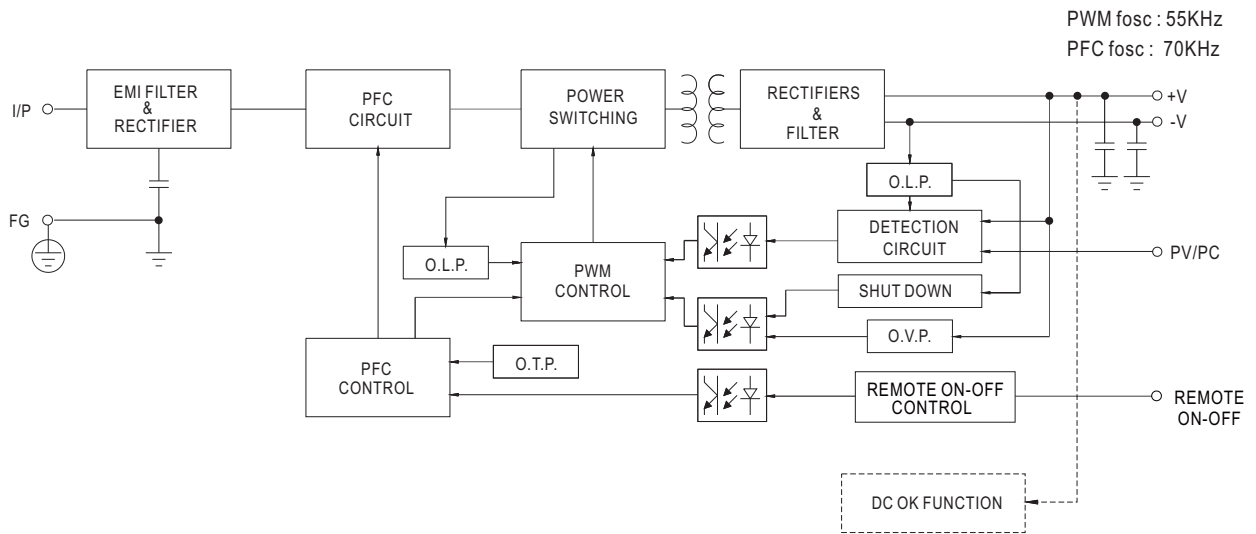 PWM fosc : 55KHz
PFC fosc : 70KHz
I/P
EMI FILTER
&
RECTIFIER
PFC
CIRCUIT
POWER
SWITCHING
RECTIFIERS
&
FILTER
+V
-V
O.L.P.
FG
DETECTION
CIRCUIT
PV/PC
O.L.P.
PWM
CONTROL
SHUT DOWN
O.V.P.
PFC
CONTROL
O.T.P.
REMOTE ON-OFF
CONTROL
REMOTE
ON-OFF
DC OK FUNCTION